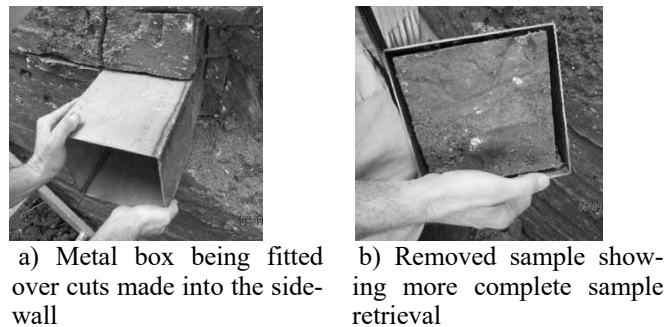 a) Metal box being fitted
over cuts made into the side-
wall
b) Removed sample show-
ing more complete sample
retrieval